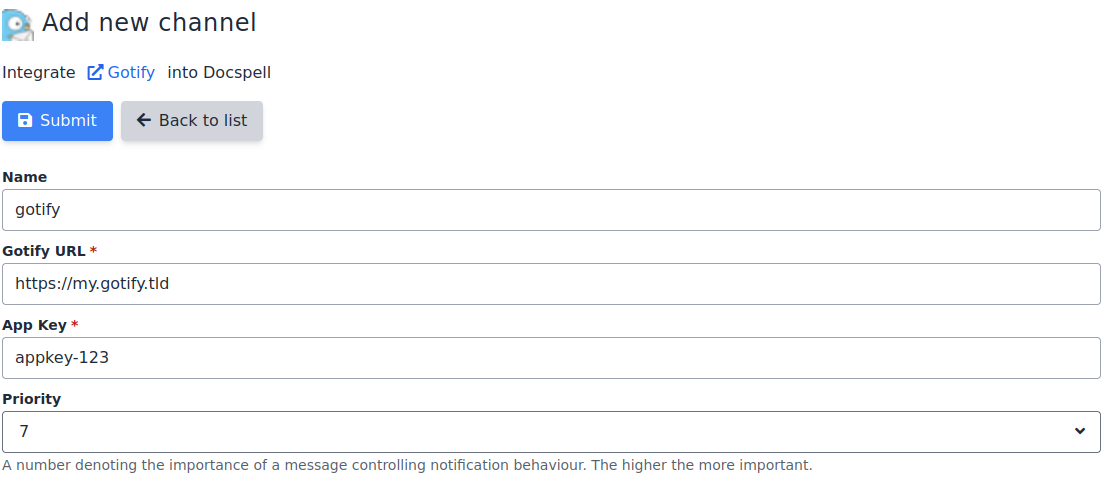 Add new channel
Integrate Gotify into Docspell
Submit Back to list
Name
gotify
Gotify URL *
https://my.gotify.tld
App Key *
appkey-123
Priority
7
A number denoting the importance of a message controlling notification behaviour. The higher the more important.